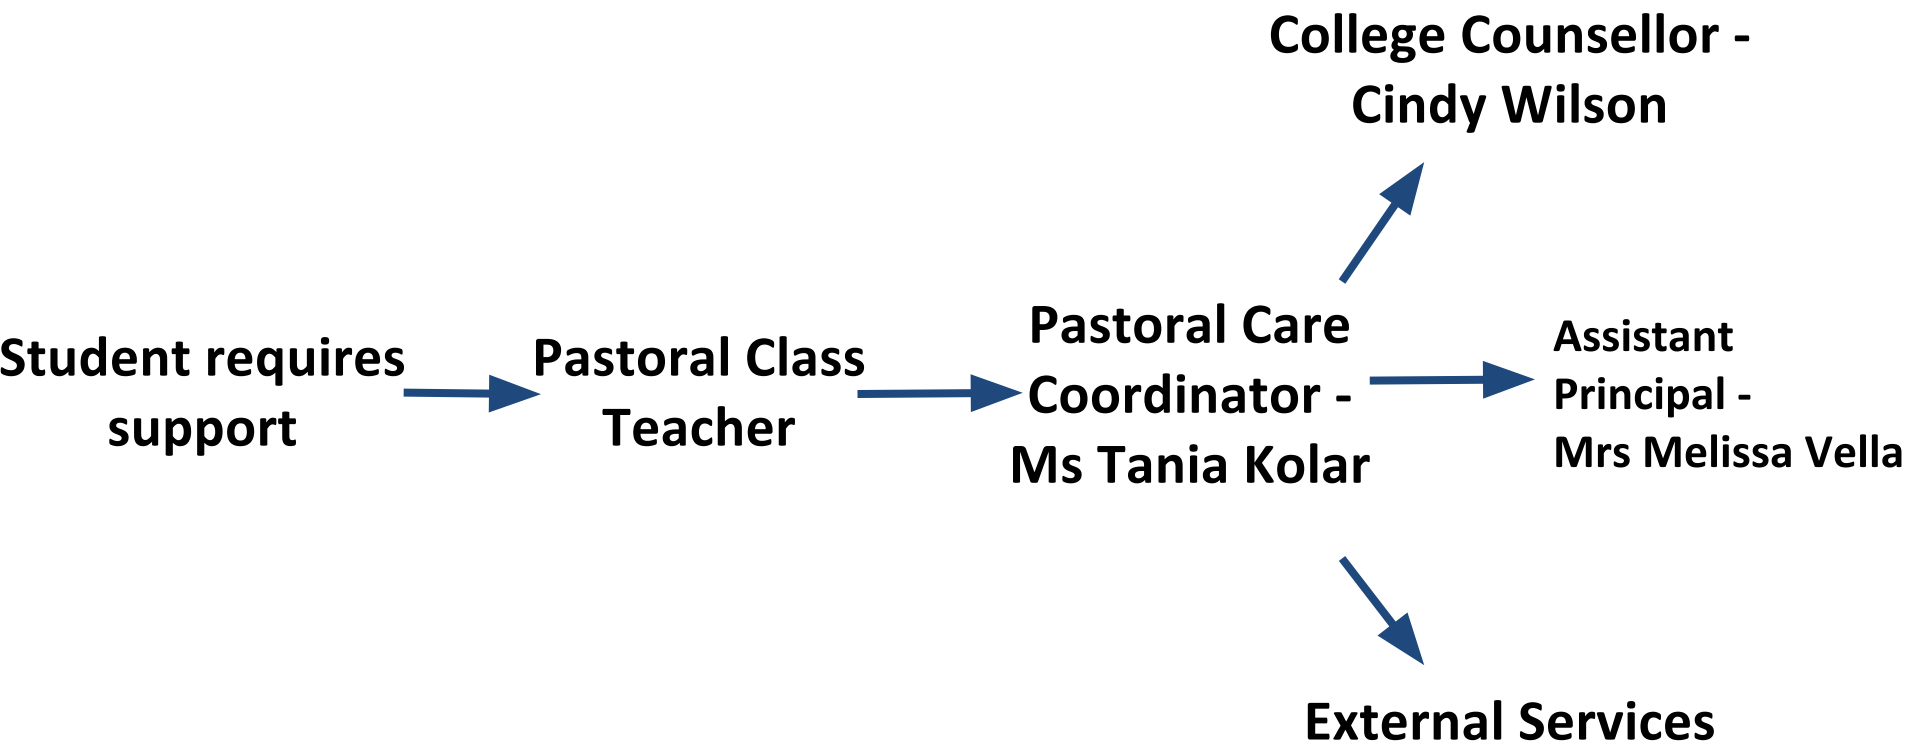 College Counsellor -
Cindy Wilson
Student requires
support
Pastoral Class
Teacher
Pastoral Care
Coordinator -
Ms Tania Kolar
Assistant
Principal -
Mrs Melissa Vella
External Services